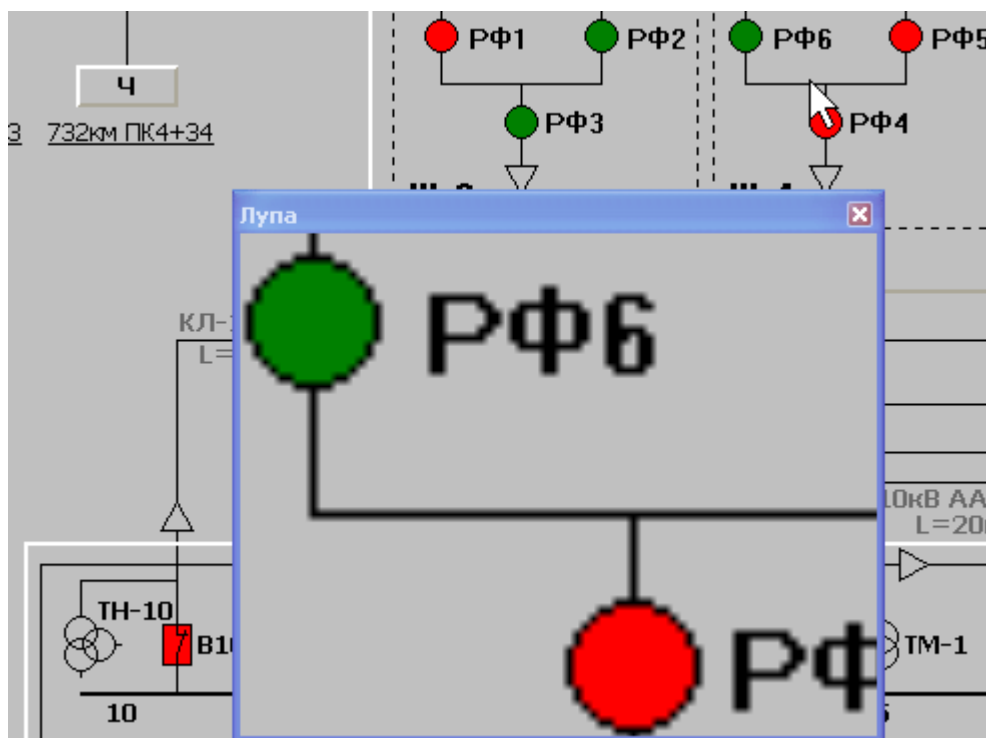 РФ1
РФ2
РФ6
РФ5
Ч
РФ3
РФ4
З
732км ПК4+34
Лупа
РФ6
КЛ-1
L=
10кВ АА
L=20
РФ
ТН-10
В10
ТМ-1
10